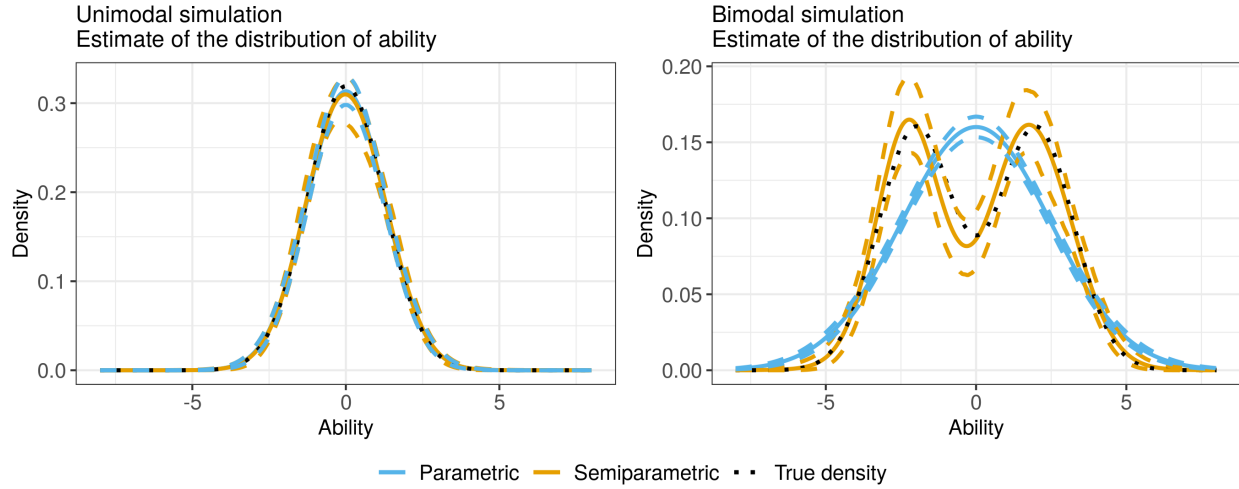 Unimodal simulation
Estimate of the distribution of ability
Density
0.3
0.2
0.1
0.0
-5
0
5
Ability
Bimodal simulation
Estimate of the distribution of ability
Density
0.20
0.15
0.10
0.05
0.00
-5
0
5
Ability
Parametric Semiparametric True density